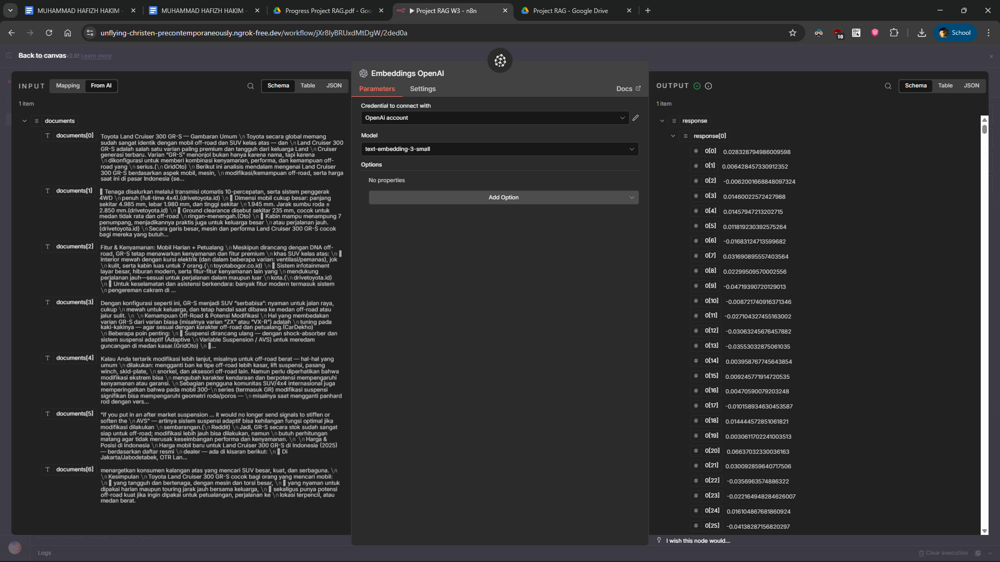 MUHAMMAD HAFIZH HAKIM -
MUHAMMAD HAFIZH HAKIM -
Progress Project RAG.pdf - Goo
▶ Project RAG W3 - n8n
Project RAG - Google Drive
unflying-christen-precontemporaneously.ngrok-free.dev/workflow/jXr8lyBRUxdMtDgW/2ded0a
10
School
Back to canvas v2.0! Learn more
INPUT
Mapping
From AI
Schema
Table
JSON
1 item
documents
documents[0]
Toyota Land Cruiser 300 GR-S — Gambaran Umum \n Toyota secara global memang
sudah sangat identik dengan mobil off-road dan SUV kelas atas — dan \n Land Cruiser 300
GR-S adalah salah satu varian paling premium dan tangguh dari keluarga Land \n Cruiser
generasi terbaru. Varian “GR-S” menonjol bukan hanya karena nama, tapi karena
\n dikonfigurasi untuk memberi kombinasi kenyamanan, performa, dan kemampuan off-
road yang \n serius.(\n GridOto) \n Berikut ini analisis mendalam mengenai Land Cruiser
300 GR-S berdasarkan aspek mobil, mesin, \n modifikasi/kemampuan off-road, serta harga
saat ini di pasar Indonesia (se...
documents[1]
Tenaga disalurkan melalui transmisi otomatis 10-percepatan, serta sistem penggerak
4WD \n penuh (full-time 4x4).(drivetoyota.id) \n Dimensi mobil cukup besar: panjang
sekitar 4.985 mm, lebar 1.980 mm, dan tinggi sekitar \n 1.945 mm. Jarak sumbu roda ±
2.850 mm.(drivetoyota.id) \n Ground clearance disebut sekitar 235 mm, cocok untuk
medan tidak rata dan off-road \n ringan–menengah.(Oto) \n Kabin mampu menampung 7
penumpang, menjadikannya praktis juga untuk keluarga besar \n atau perjalanan jauh.
(drivetoyota.id) \n Secara garis besar, mesin dan performa Land Cruiser 300 GR-S cocok
bagi mereka yang butuh...
documents[2]
Fitur & Kenyamanan: Mobil Harian + Petualang \n Meskipun dirancang dengan DNA off-
road, GR-S tetap menawarkan kenyamanan dan fitur premium \n khas SUV kelas atas: \n
Interior mewah dengan kursi elektrik (dan dalam beberapa varian: ventilasi/pemanas), jok
\n kulit, serta kabin luas untuk 7 orang.(\n toyotabogor.co.id) \n Sistem infotainment
layar besar, hiburan modern, serta fitur-fitur kenyamanan lain yang \n mendukung
perjalanan jauh—sesuai untuk perjalanan dalam maupun luar \n kota.(\n drivetoyota.id)
\n Untuk keselamatan dan asistensi berkendara: banyak fitur modern termasuk sistem
\n pengereman cakram di ...
documents[3]
Dengan konfigurasi seperti ini, GR-S menjadi SUV “serbabisa”: nyaman untuk jalan raya,
cukup \n mewah untuk keluarga, dan tetap handal saat dibawa ke medan off-road atau
jalur sulit. \n \n Kemampuan Off-Road & Potensi Modifikasi \n Hal yang membedakan
varian GR-S dari varian biasa (misalnya varian “ZX” atau “VX-R”) adalah \n tuning pada
kaki-kakinya — agar sesuai dengan karakter off-road dan petualang.(CarDekho)
\n Beberapa poin penting: \n Suspensi dirancang ulang — dengan shock-absorber dan
sistem suspensi adaptif (Adaptive \n Variable Suspension / AVS) untuk meredam
guncangan di medan kasar.(GridOto) \n ...
documents[4]
Kalau Anda tertarik modifikasi lebih lanjut, misalnya untuk off-road berat — hal-hal yang
umum \n dilakukan: mengganti ban ke tipe off-road lebih kasar, lift suspensi, pasang
winch, skid-plate, \n snorkel, dan aksesori off-road lain. Namun perlu diperhatikan bahwa
modifikasi ekstrem bisa \n mengubah karakter kendaraan dan berpotensi mempengaruhi
kenyamanan atau garansi. \n Sebagian pengguna komunitas SUV/4x4 internasional juga
memperingatkan bahwa pada mobil 300-\n series (termasuk GR) modifikasi suspensi
signifikan bisa mempengaruhi geometri roda/poros — \n misalnya saat mengganti panhard
rod dengan vers...
documents[5]
“if you put in an after market suspension ... it would no longer send signals to stiffen or
soften the \n AVS” — artinya sistem suspensi adaptif bisa kehilangan fungsi optimal jika
modifikasi dilakukan \n sembarangan.(\n Reddit) \n Jadi, GR-S secara stok sudah sangat
siap untuk off-road; modifikasi lebih jauh bisa dilakukan, namun \n butuh perhitungan
matang agar tidak merusak keseimbangan performa dan kenyamanan. \n \n Harga &
Posisi di Indonesia \n Harga mobil baru untuk Land Cruiser 300 GR-S di Indonesia (2025)
— berdasarkan daftar resmi \n dealer — ada di kisaran berikut: \n Di
Jakarta/Jabodetabek, OTR Lan...
documents[6]
menargetkan konsumen kalangan atas yang mencari SUV besar, kuat, dan serbaguna. \n
\n Kesimpulan \n Toyota Land Cruiser 300 GR-S cocok bagi orang yang mencari mobil:
\n yang tangguh dan bertenaga, dengan mesin dan torsi besar, \n yang nyaman untuk
dipakai harian maupun touring jarak jauh bersama keluarga, \n sekaligus punya potensi
off-road kuat jika ingin dipakai untuk petualangan, perjalanan ke \n lokasi terpencil, atau
medan berat.
Embeddings OpenAI
Parameters
Settings
Docs
Credential to connect with
OpenAi account
Model
text-embedding-3-small
Options
No properties
Add Option
OUTPUT
Schema
Table
JSON
1 item
response
response[0]
# 0[0] 0.028328794986009598
# 0[1] 0.006428457330912352
# 0[2] -0.0062001668848097324
# 0[3] 0.01460022572427988
# 0[4] 0.01457947213202715
# 0[5] 0.011819230392575264
# 0[6] -0.01683124713599682
# 0[7] 0.031690895557403564
# 0[8] 0.02299509570002556
# 0[9] -0.04719390720129013
# 0[10] -0.008721740916371346
# 0[11] -0.027104327455163002
# 0[12] -0.03063245676457882
# 0[13] -0.03553032875061035
# 0[14] 0.003958767745643854
# 0[15] 0.009245771914720535
# 0[16] 0.00470590079203248
# 0[17] -0.010158934630453587
# 0[18] 0.014444572851061821
# 0[19] 0.0030611702241003513
# 0[20] 0.06637032330036163
# 0[21] 0.030092859640717506
# 0[22] -0.0356963574886322
# 0[23] -0.022164948284626007
# 0[24] 0.016104867681860924
# 0[25] -0.04138287156820297
I wish this node would...
Logs
Clear execution